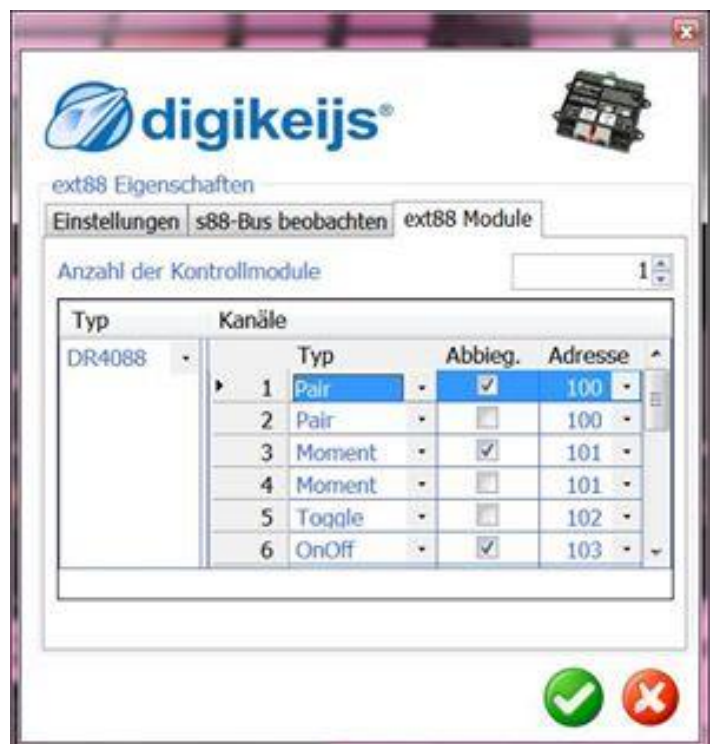 digikeijs®
ext88 Eigenschaften
Einstellungen s88-Bus beobachten ext88 Module
Anzahl der Kontrollmodule 1
Typ Kanäle
DR4088 Typ Abbieg. Adresse
1 Pair 100
2 Pair 100
3 Moment 101
4 Moment 101
5 Toggle 102
6 OnOff 103